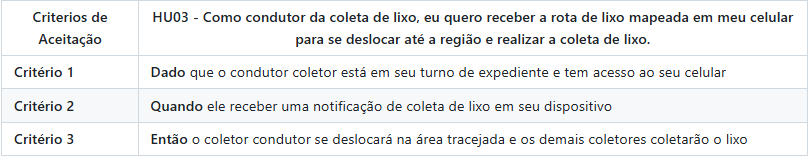 Criterios de Aceitação
HU03 - Como condutor da coleta de lixo, eu quero receber a rota de lixo mapeada em meu celular
para se deslocar até a região e realizar a coleta de lixo.
Critério 1
Dado que o condutor coletor está em seu turno de expediente e tem acesso ao seu celular
Critério 2
Quando ele receber uma notificação de coleta de lixo em seu dispositivo
Critério 3
Então o coletor condutor se deslocará na área tracejada e os demais coletores coletarão o lixo